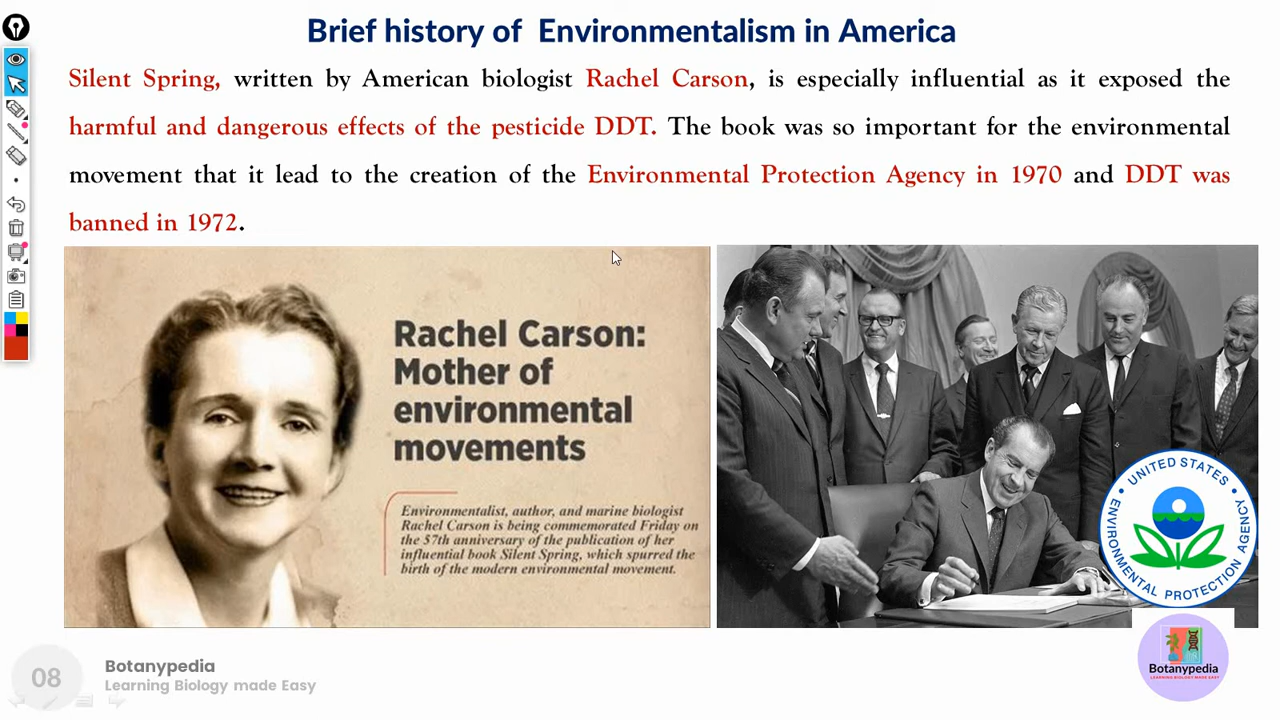 Brief history of Environmentalism in America
Silent Spring, written by American biologist Rachel Carson, is especially influential as it exposed the
harmful and dangerous effects of the pesticide DDT. The book was so important for the environmental
movement that it lead to the creation of the Environmental Protection Agency in 1970 and DDT was
banned in 1972.
Rachel Carson:
Mother of
environmental
movements
Environmentalist, author, and marine biologist
Rachel Carson is being commemorated Friday on
the 57th anniversary of the publication of her
influential book Silent Spring, which spurred the
birth of the modern environmental movement.
UNITED STATES
ENVIRONMENTAL PROTECTION AGENCY
08
Botanypedia
Learning Biology made Easy
Botanypedia
LEARNING BIOLOGY MADE EASY